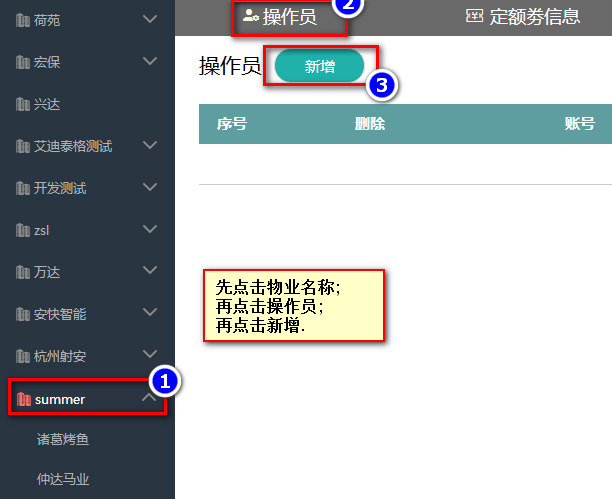 荷苑
宏保
兴达
艾迪泰格测试
开发测试
zsl
万达
安快智能
杭州射安
summer
1
诸葛烤鱼
仲达马业
操作员
2
定额劵信息
操作员
新增
3
序号 删除 账号
先点击物业名称;
再点击操作员;
再点击新增.